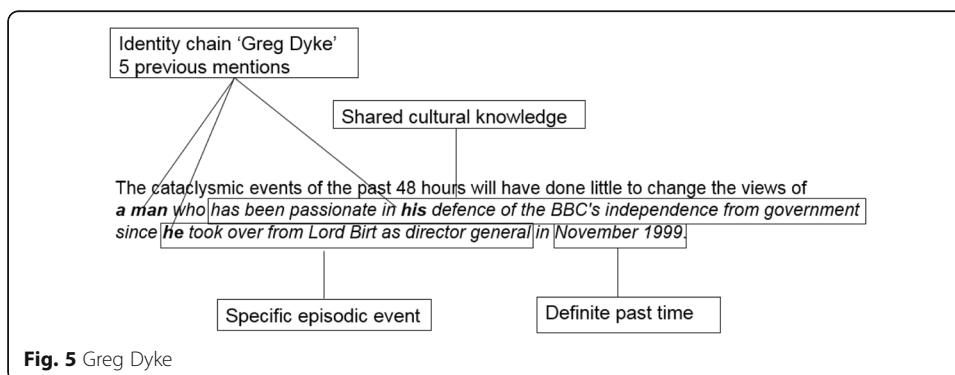 Identity chain ‘Greg Dyke’
5 previous mentions
Shared cultural knowledge
The cataclysmic events of the past 48 hours will have done little to change the views of
a man who has been passionate in his defence of the BBC's independence from government
since he took over from Lord Birt as director general in November 1999.
Specific episodic event
Definite past time
Fig. 5 Greg Dyke